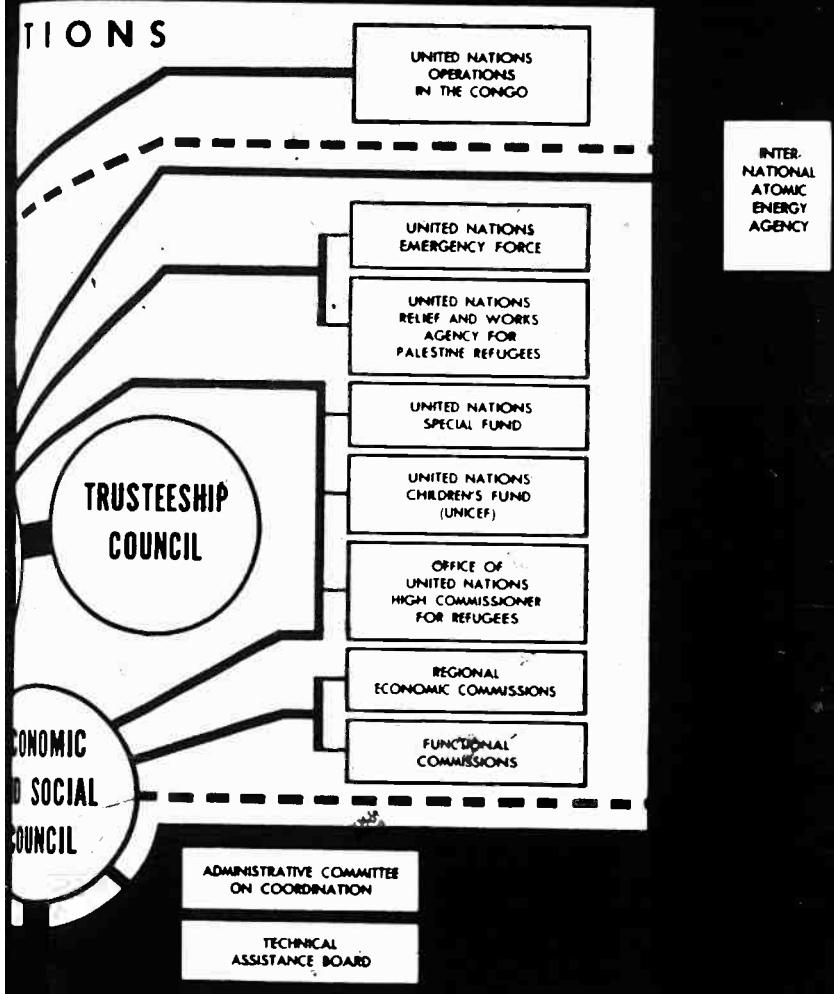 TIONS
UNITED NATIONS
OPERATIONS
IN THE CONGO
INTER-
NATIONAL
ATOMIC
ENERGY
AGENCY
UNITED NATIONS
EMERGENCY FORCE
UNITED NATIONS
RELIEF AND WORKS
AGENCY FOR
PALESTINE REFUGEES
UNITED NATIONS
SPECIAL FUND
UNITED NATIONS
CHILDREN'S FUND
(UNICEF)
TRUSTEESHIP
COUNCIL
OFFICE OF
UNITED NATIONS
HIGH COMMISSIONER
FOR REFUGEES
REGIONAL
ECONOMIC COMMISSIONS
FUNCTIONAL
COMMISSIONS
CONOMIC
D SOCIAL
COUNCIL
ADMINISTRATIVE COMMITTEE
ON COORDINATION
TECHNICAL
ASSISTANCE BOARD